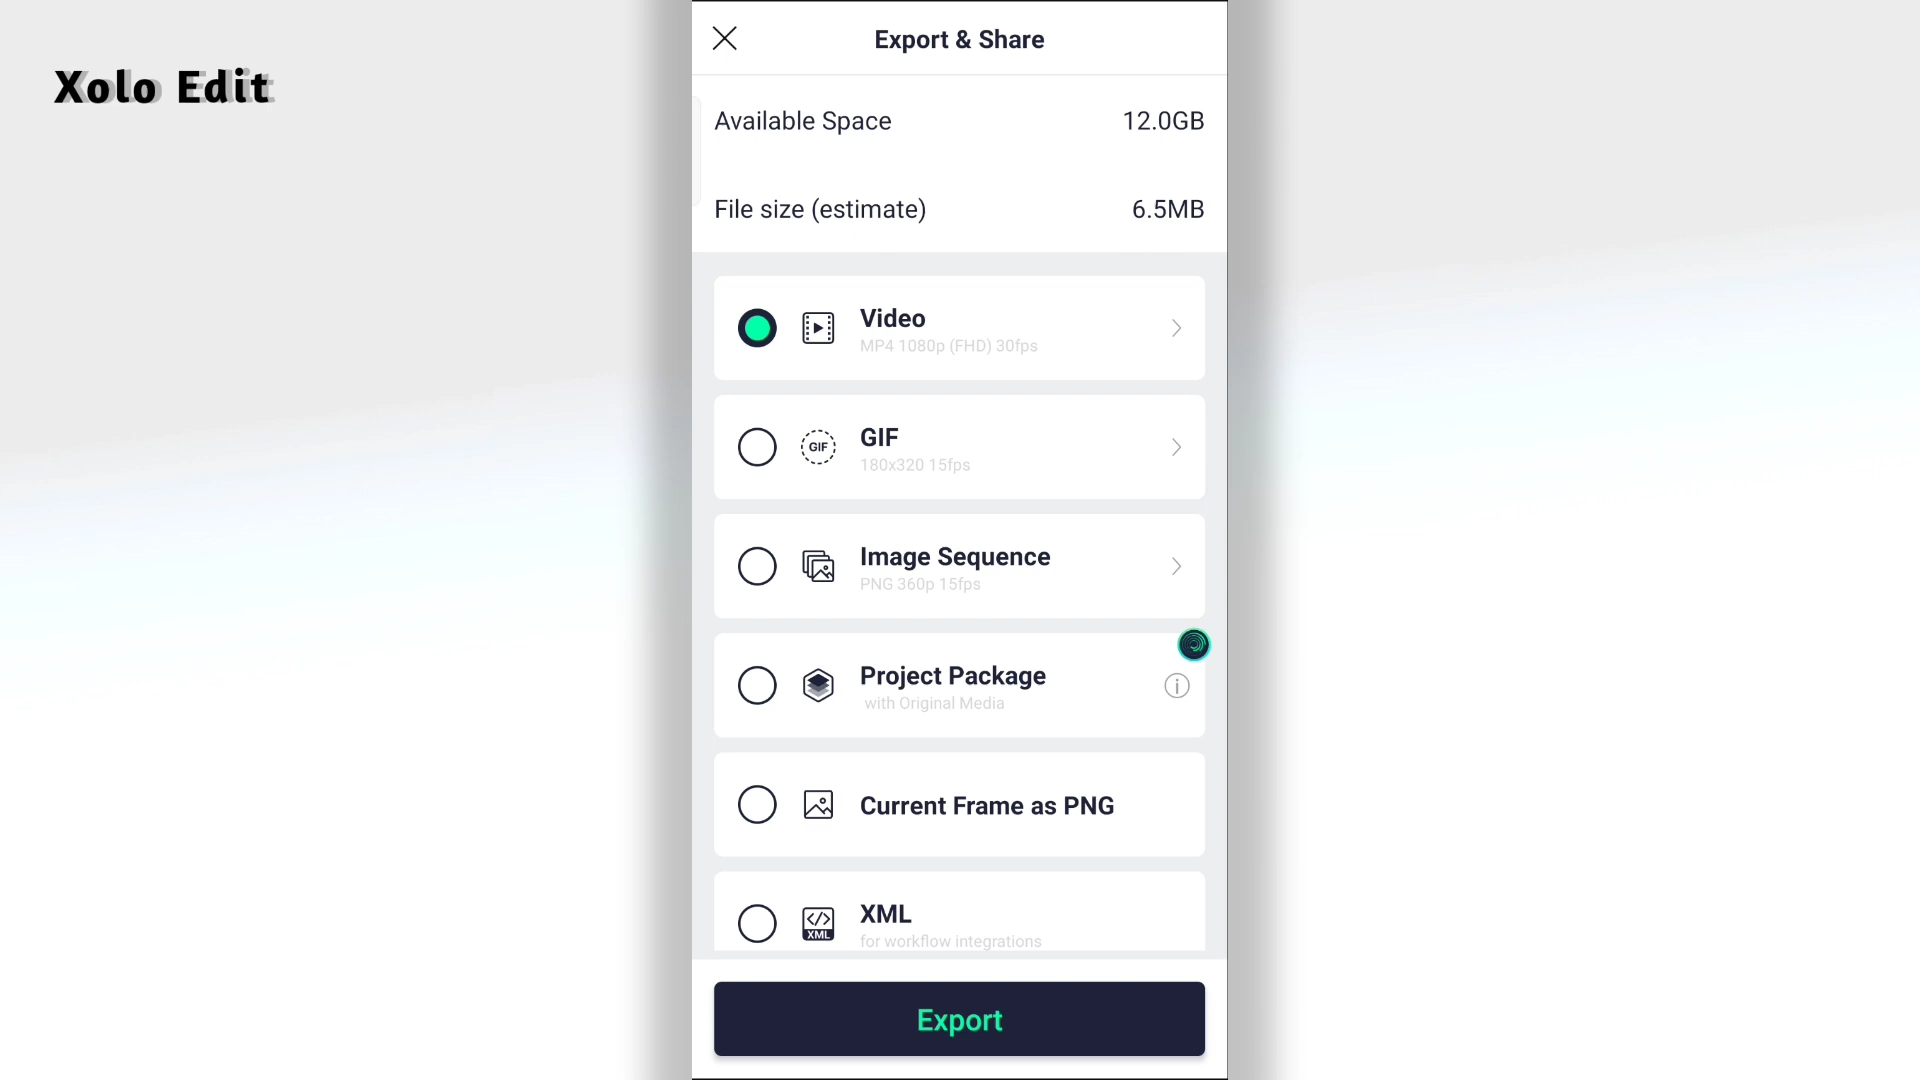 Xolo Edit
Export & Share
Available Space 12.0GB
File size (estimate) 6.5MB
Video
MP4 1080p (FHD) 30fps
GIF
GIF
180x320 15fps
Image Sequence
PNG 360p 15fps
Project Package
with Original Media
Current Frame as PNG
XML
</> XML
for workflow integrations
Export